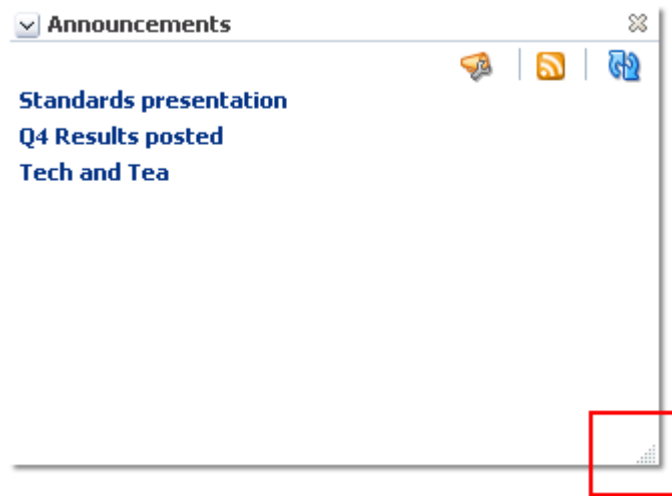 Announcements
Standards presentation
Q4 Results posted
Tech and Tea